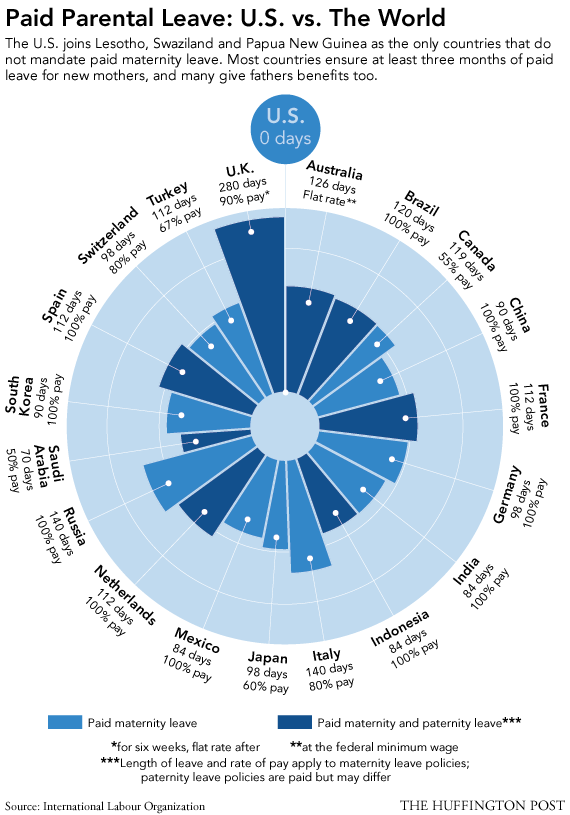 Paid Parental Leave: U.S. vs. The World
The U.S. joins Lesotho, Swaziland and Papua New Guinea as the only countries that do
not mandate paid maternity leave. Most countries ensure at least three months of paid
leave for new mothers, and many give fathers benefits too.
U.S.
0 days
Australia
126 days
Flat rate**
Brazil
120 days
100% pay
Canada
119 days
55% pay
China
90 days
100% pay
France
112 days
100% pay
Germany
98 days
100% pay
India
84 days
100% pay
Indonesia
84 days
100% pay
Italy
140 days
80% pay
Japan
98 days
60% pay
Mexico
84 days
100% pay
Netherlands
112 days
100% pay
Russia
140 days
100% pay
Saudi
Arabia
70 days
50% pay
South
Korea
90 days
100% pay
Spain
112 days
100% pay
Switzerland
98 days
80% pay
Turkey
112 days
67% pay
U.K.
280 days
90% pay*
Paid maternity leave
Paid maternity and paternity leave***
*for six weeks, flat rate after
**at the federal minimum wage
***Length of leave and rate of pay apply to maternity leave policies;
paternity leave policies are paid but may differ
Source: International Labour Organization
THE HUFFINGTON POST